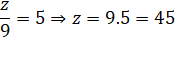 z/9 = 5 ⇒ z = 9.5 = 45